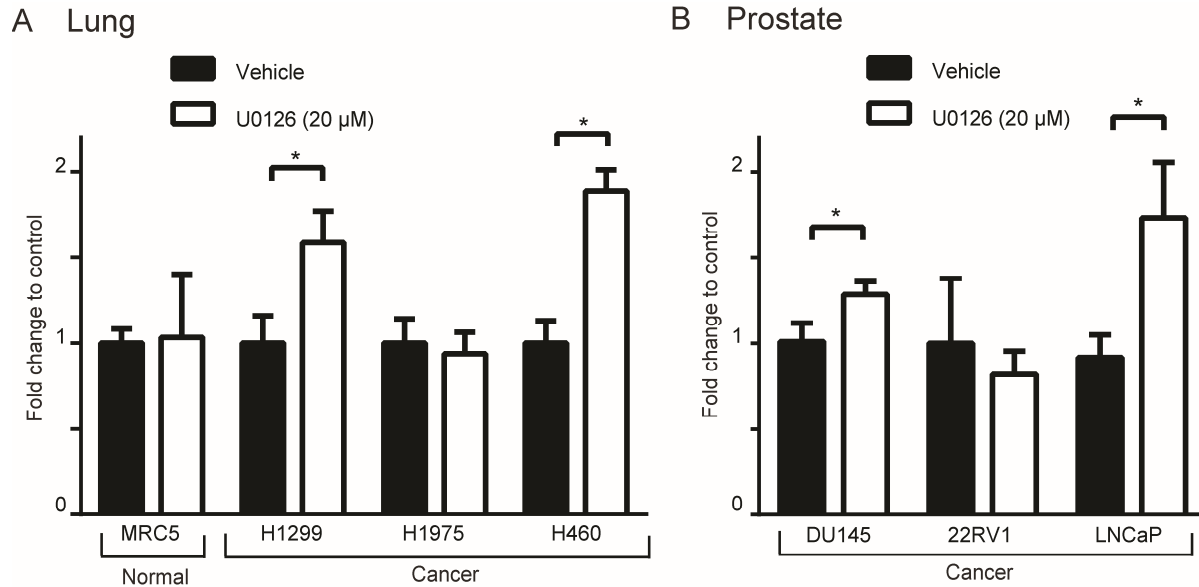 A Lung
Vehicle
U0126 (20 µM)
*
*
2
1
0
Fold change to control
MRC5
H1299
H1975
H460
Normal
Cancer
B Prostate
Vehicle
U0126 (20 µM)
*
*
2
1
0
Fold change to control
DU145
22RV1
LNCaP
Cancer